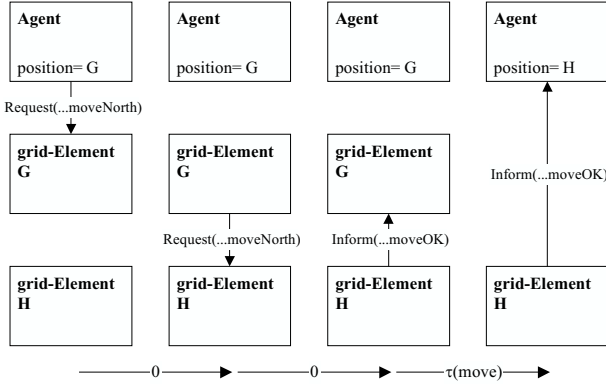 Agent
Agent
Agent
Agent
position= G
position= G
position= G
position= H
Request(...moveNorth)
grid-Element
G
grid-Element
G
grid-Element
G
Inform(...moveOK)
Request(...moveNorth)
Inform(...moveOK)
grid-Element
H
grid-Element
H
grid-Element
H
grid-Element
H
0
0
τ(move)